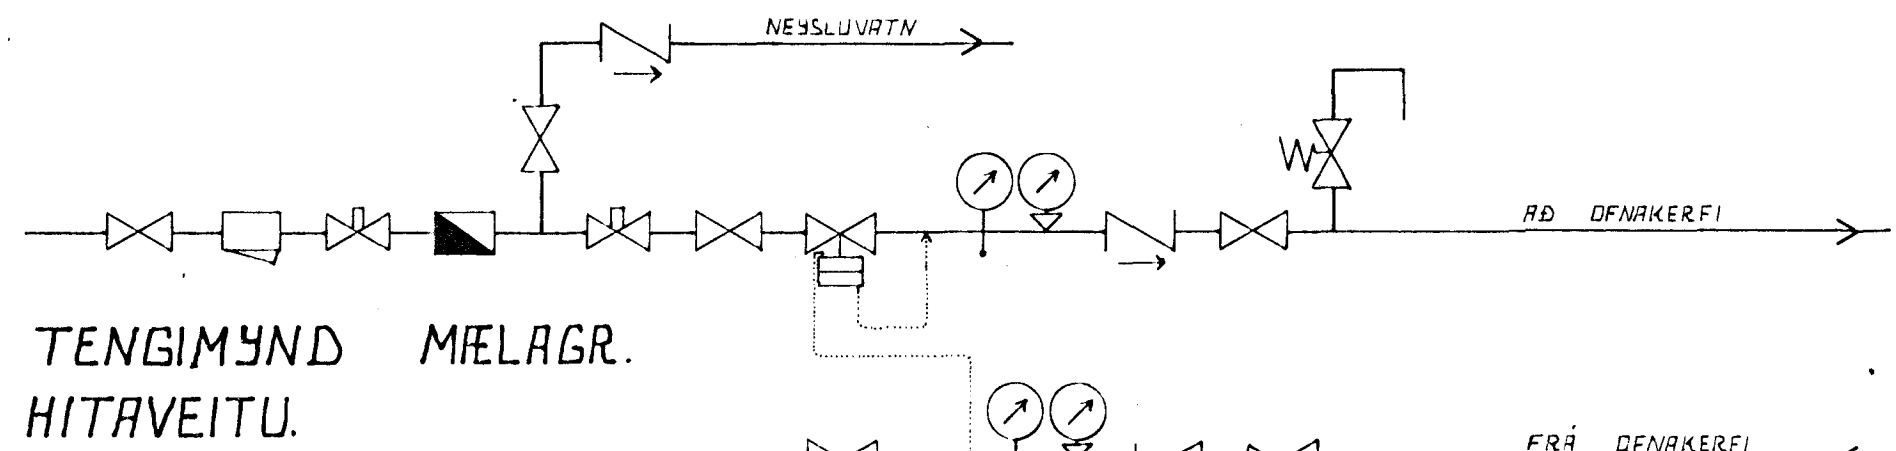 NEYSLUVATN
AÐ OFNAKERFI
TENGIMYND MÆLAGR.
HITAVEITU.
FRÁ OFNAKERFI